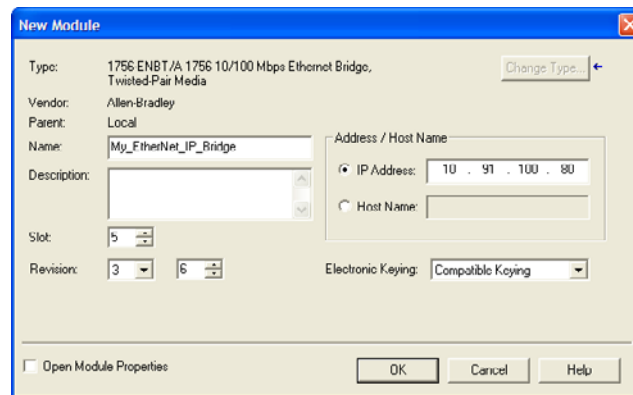 New Module
Type: 1756 ENBT/A 1756 10/100 Mbps Ethernet Bridge,
Twisted-Pair Media
Change Type...
Vendor: Allen-Bradley
Parent: Local
Name: My_EtherNet_IP_Bridge
Address / Host Name
IP Address: 10 . 91 . 100 . 80
Description:
Host Name:
Slot: 5
Revision: 3 6
Electronic Keying: Compatible Keying
Open Module Properties
OK Cancel Help